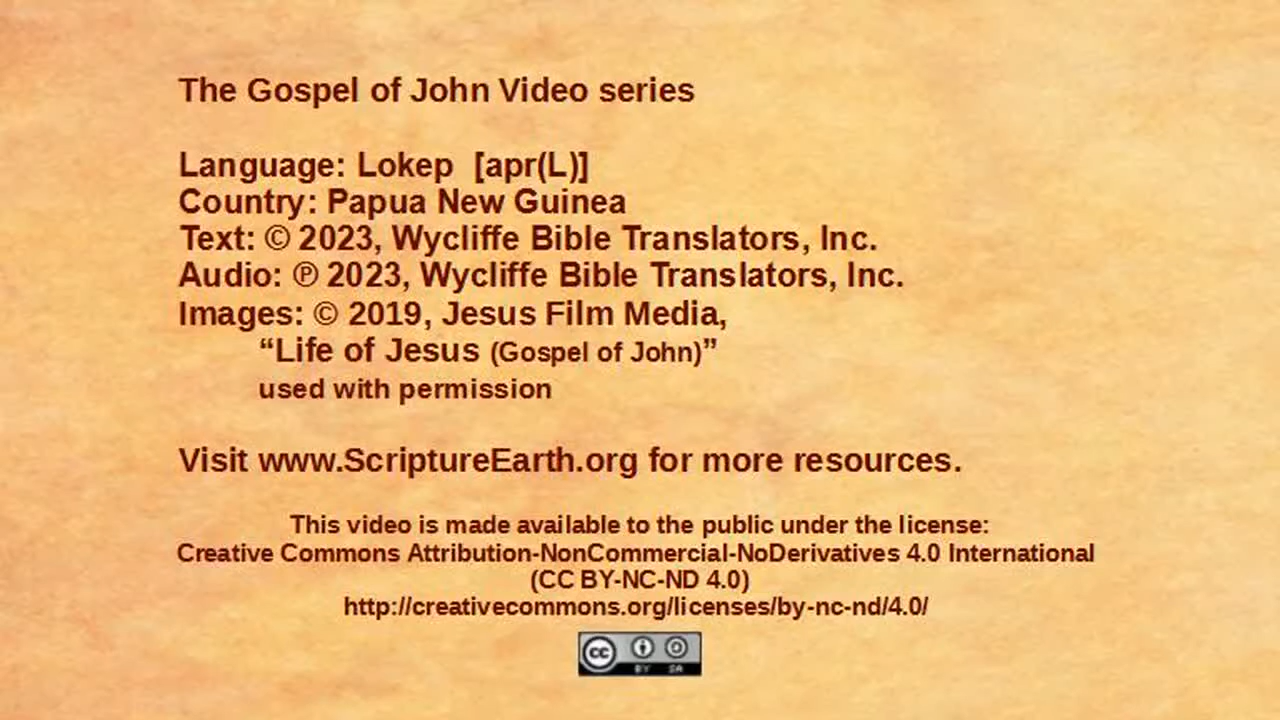 The Gospel of John Video series
Language: Lokep [apr(L)]
Country: Papua New Guinea
Text: © 2023, Wycliffe Bible Translators, Inc.
Audio: ℗ 2023, Wycliffe Bible Translators, Inc.
Images: © 2019, Jesus Film Media,
“Life of Jesus (Gospel of John)”
used with permission
Visit www.ScriptureEarth.org for more resources.
This video is made available to the public under the license:
Creative Commons Attribution-NonCommercial-NoDerivatives 4.0 International
(CC BY-NC-ND 4.0)
http://creativecommons.org/licenses/by-nc-nd/4.0/
cc BY SA